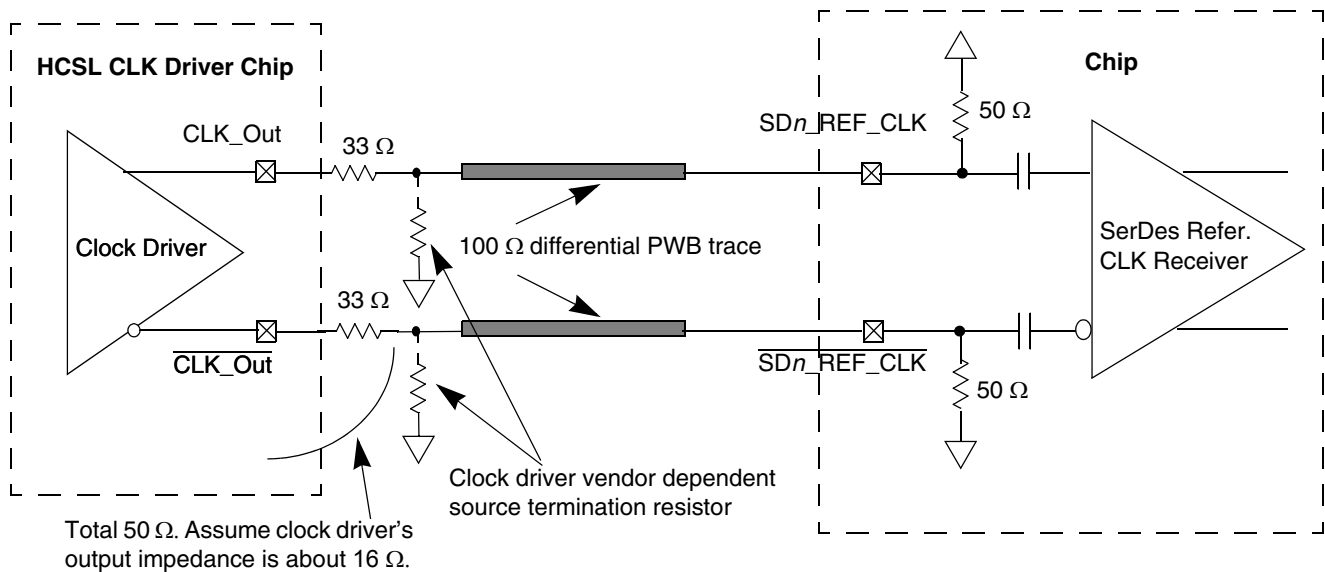 HCSL CLK Driver Chip
Chip
CLK_Out
33 Ω
SDn_REF_CLK
50 Ω
Clock Driver
100 Ω differential PWB trace
SerDes Refer.
CLK Receiver
33 Ω
CLK_Out
SDn_REF_CLK
50 Ω
Clock driver vendor dependent
source termination resistor
Total 50 Ω. Assume clock driver's
output impedance is about 16 Ω.